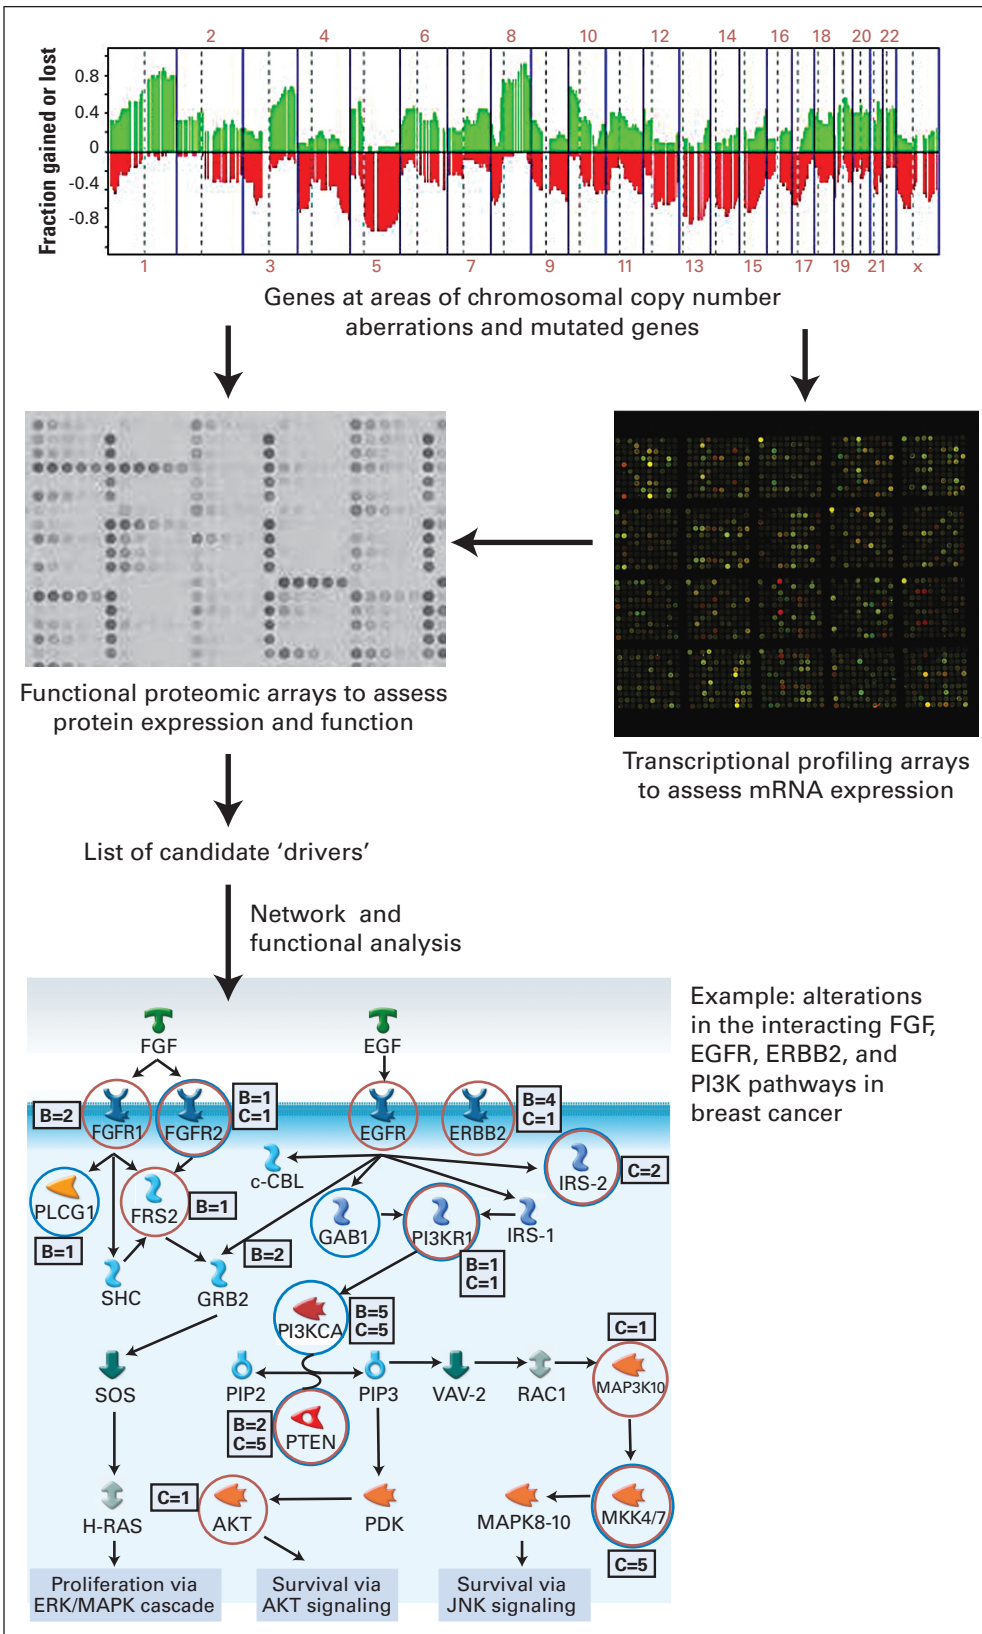 2 4 6 8 10 12 14 16 18 20 22
Fraction gained or lost
0.8
0.4
0
-0.4
-0.8
1 3 5 7 9 11 13 15 17 19 21 x
Genes at areas of chromosomal copy number
aberrations and mutated genes
Functional proteomic arrays to assess
protein expression and function
Transcriptional profiling arrays
to assess mRNA expression
List of candidate ‘drivers’
Network and
functional analysis
Example: alterations
in the interacting FGF,
EGFR, ERBB2, and
PI3K pathways in
breast cancer
FGF
EGF
B=2
FGFR1
FGFR2
B=1
C=1
EGFR
ERBB2
B=4
C=1
c-CBL
IRS-2
C=2
PLCG1
B=1
FRS2
B=1
GAB1
PI3KR1
IRS-1
B=1
C=1
SHC
GRB2
B=2
PI3KCA
B=5
C=5
C=1
SOS
PIP2
PIP3
VAV-2
RAC1
MAP3K10
B=2
C=5
PTEN
C=1
H-RAS
AKT
PDK
MAPK8-10
MKK4/7
C=5
Proliferation via
ERK/MAPK cascade
Survival via
AKT signaling
Survival via
JNK signaling